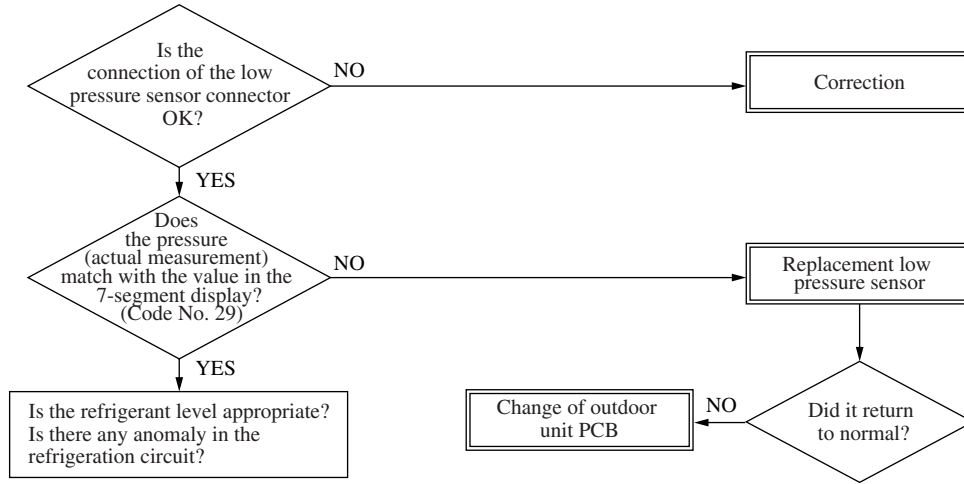 Is the
connection of the low
pressure sensor connector
OK?
NO
Correction
YES
Does
the pressure
(actual measurement)
match with the value in the
7-segment display?
(Code No. 29)
NO
Replacement low
pressure sensor
YES
Is the refrigerant level appropriate?
Is there any anomaly in the
refrigeration circuit?
Change of outdoor
unit PCB
NO
Did it return
to normal?